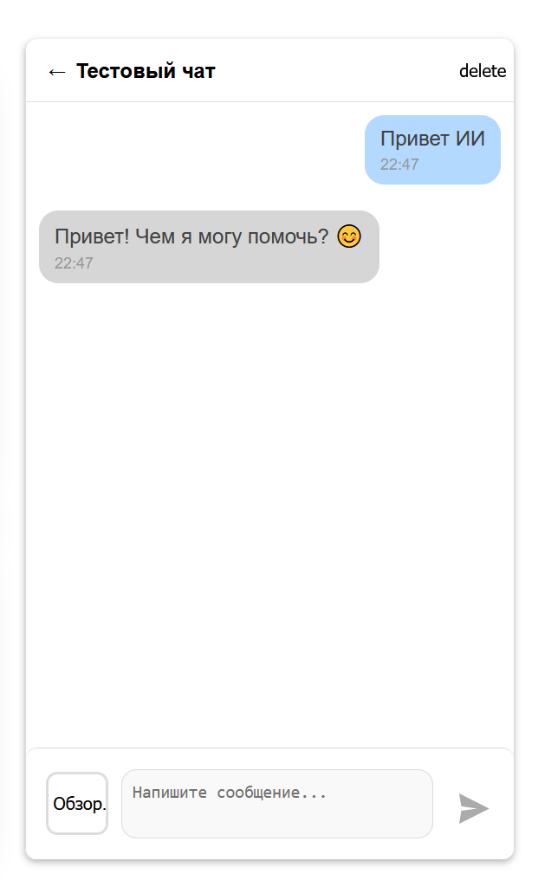 ← Тестовый чат delete
Привет ИИ
22:47
Привет! Чем я могу помочь? 😊
22:47
Обзор.
Напишите сообщение...